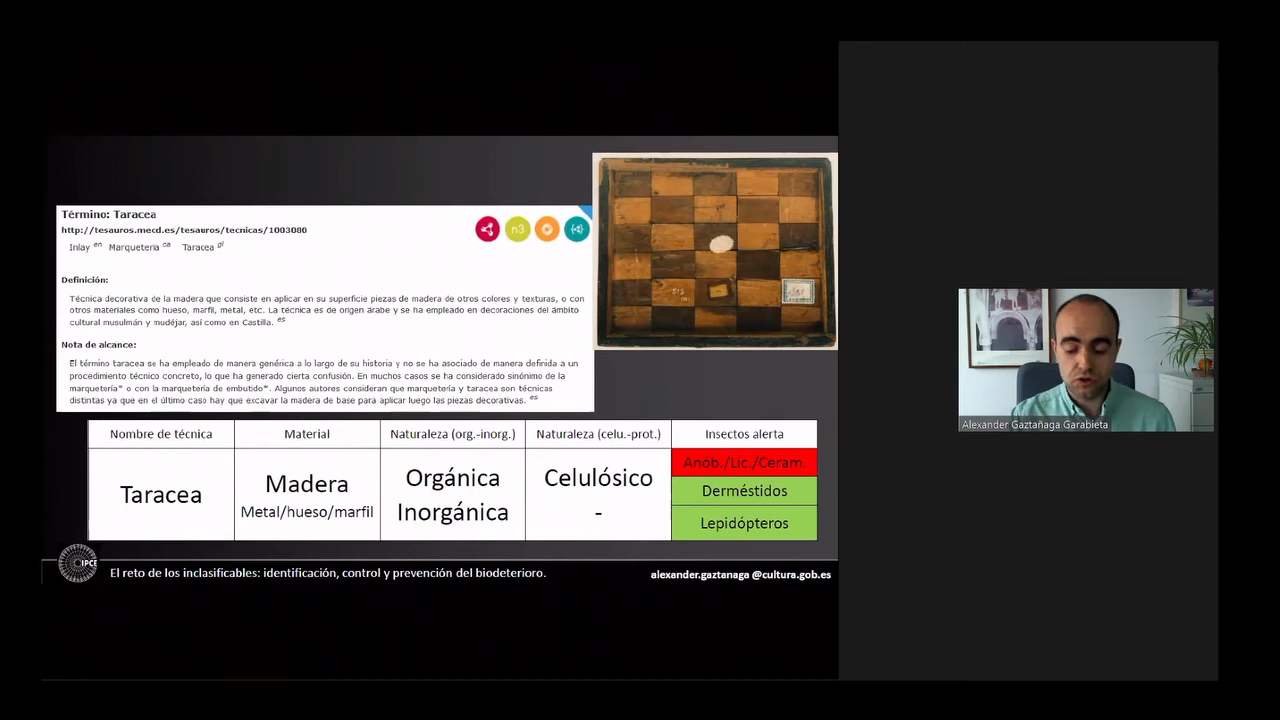 Término: Taracea
http://tesauros.mecd.es/tesauros/tecnicas/1003080
Inlay en Marqueteria ca Taracea gl
n3
Definición:
Técnica decorativa de la madera que consiste en aplicar en su superficie piezas de madera de otros colores y texturas, o con
otros materiales como hueso, marfil, metal, etc. La técnica es de origen árabe y se ha empleado en decoraciones del ámbito
cultural musulmán y mudéjar, así como en Castilla. es
Nota de alcance:
El término taracea se ha empleado de manera genérica a lo largo de su historia y no se ha asociado de manera definida a un
procedimiento técnico concreto, lo que ha generado cierta confusión. En muchos casos se ha considerado sinónimo de la
marquetería* o con la marquetería de embutido*. Algunos autores consideran que marquetería y taracea son técnicas
distintas ya que en el último caso hay que excavar la madera de base para aplicar luego las piezas decorativas. es
Nombre de técnica Material Naturaleza (org.-inorg.) Naturaleza (celu.-prot.) Insectos alerta
Taracea
Madera
Metal/hueso/marfil
Orgánica
Inorgánica
Celulósico
-
Anób./Líc./Ceram.
Derméstidos
Lepidópteros
IPCE
El reto de los inclasificables: identificación, control y prevención del biodeterioro.
alexander.gaztanaga @cultura.gob.es
Alexander Gaztañaga Garabieta